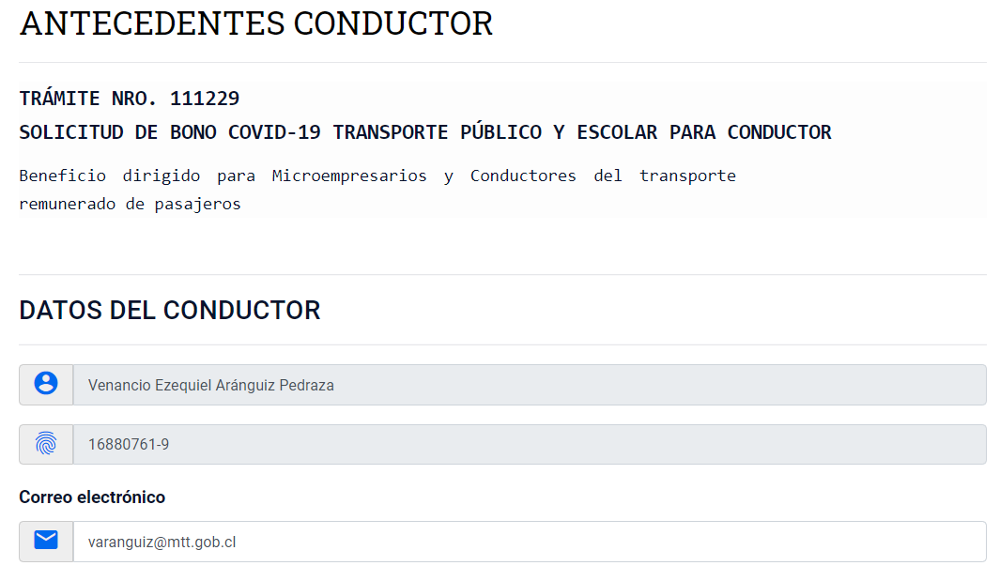 ANTECEDENTES CONDUCTOR
TRÁMITE NRO. 111229
SOLICITUD DE BONO COVID-19 TRANSPORTE PÚBLICO Y ESCOLAR PARA CONDUCTOR
Beneficio dirigido para Microempresarios y Conductores del transporte
remunerado de pasajeros
DATOS DEL CONDUCTOR
Venancio Ezequiel Aránguiz Pedraza
16880761-9
Correo electrónico
varanguiz@mtt.gob.cl